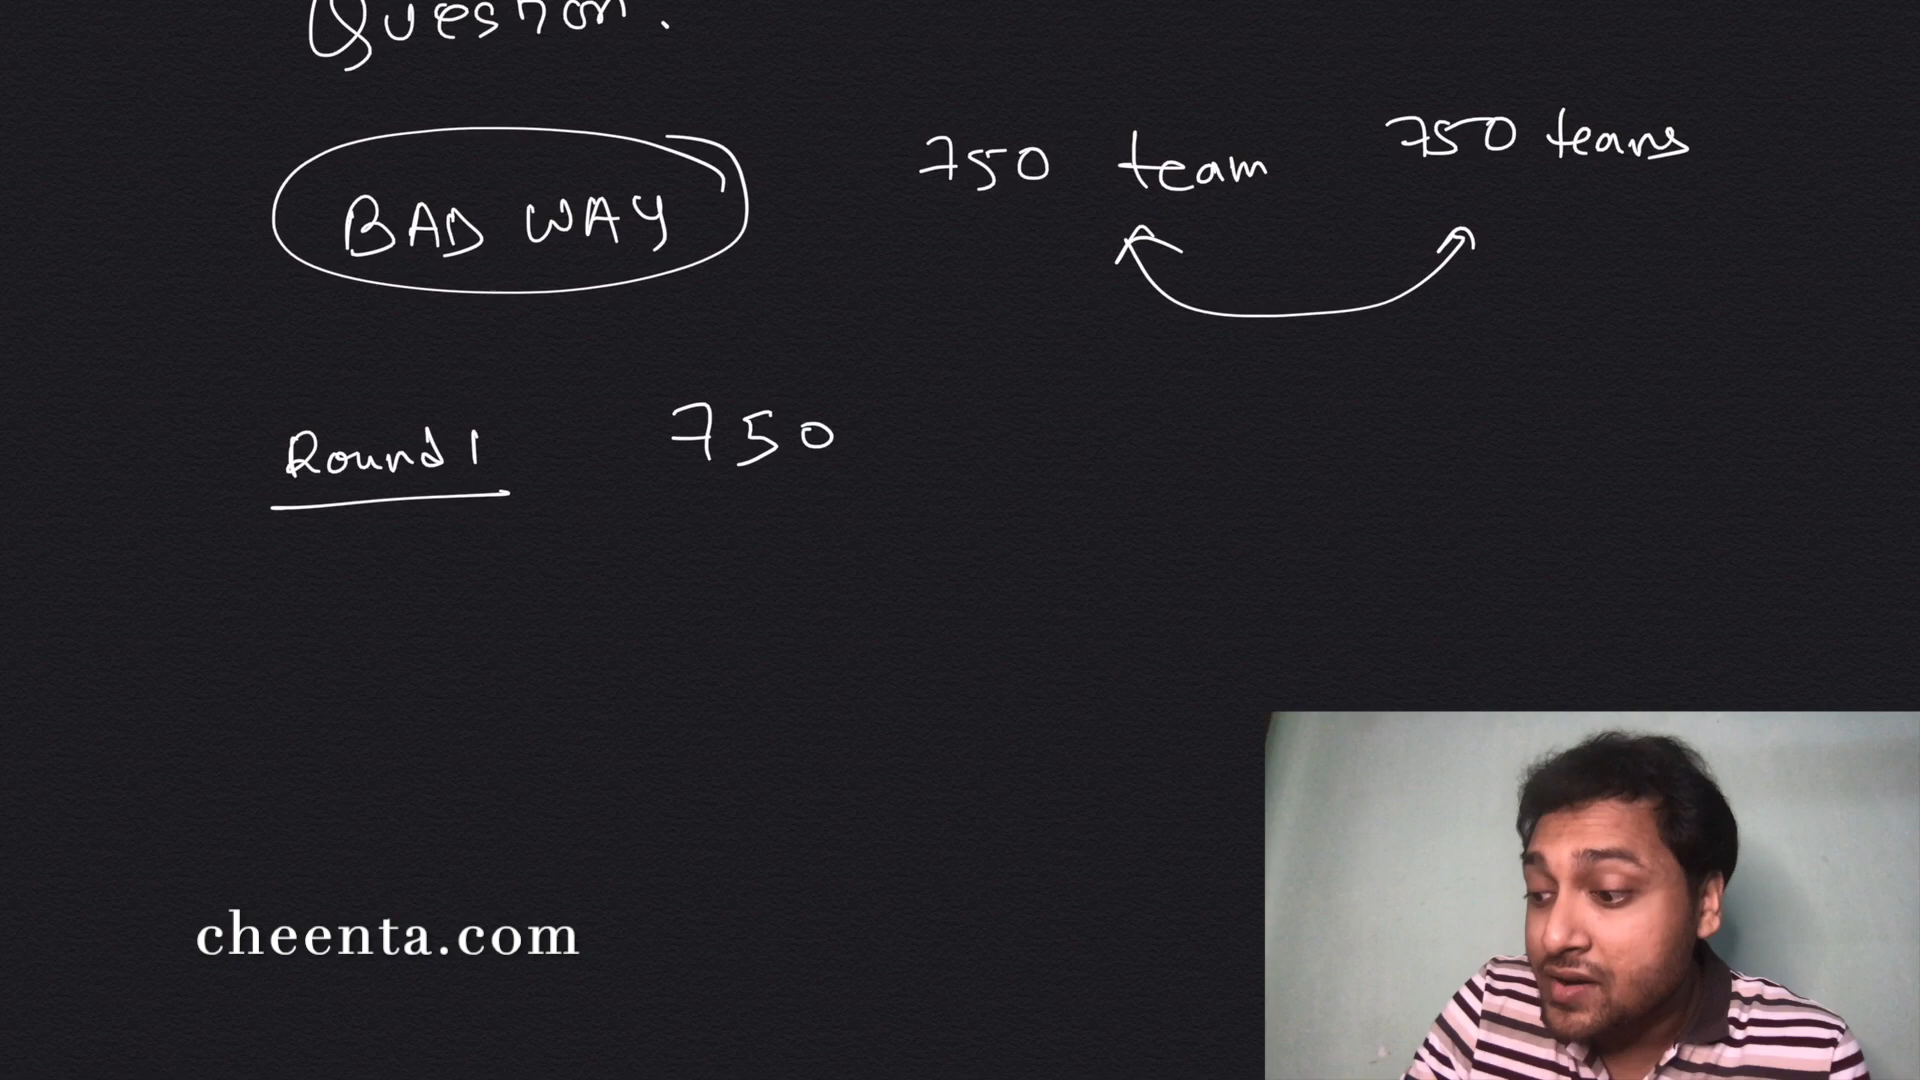 Question.
BAD WAY
750 team 750 teams
Round 1 750
cheenta.com